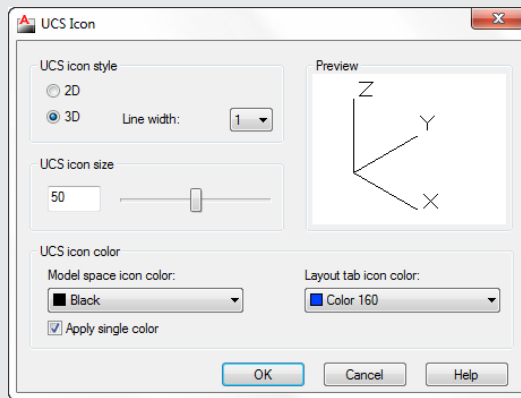 UCS Icon
UCS icon style
2D
3D
Line width:
1
Preview
Z
Y
X
UCS icon size
50
UCS icon color
Model space icon color:
Black
Apply single color
Layout tab icon color:
Color 160
OK
Cancel
Help